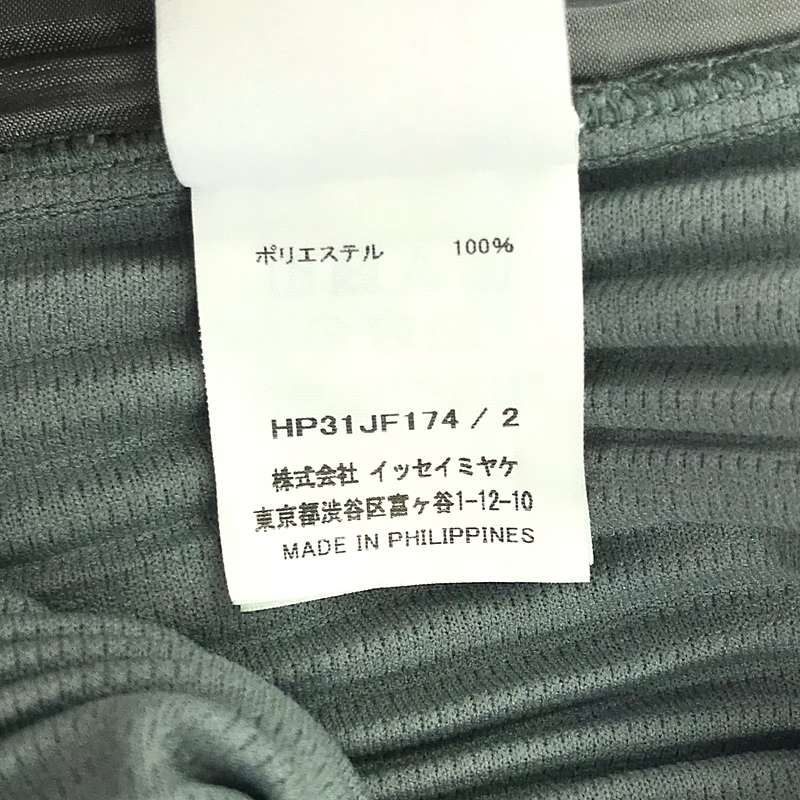 ポリエステル 100%
HP31JF174 / 2
株式会社 イッセイミヤケ
東京都渋谷区富ヶ谷1-12-10
MADE IN PHILIPPINES